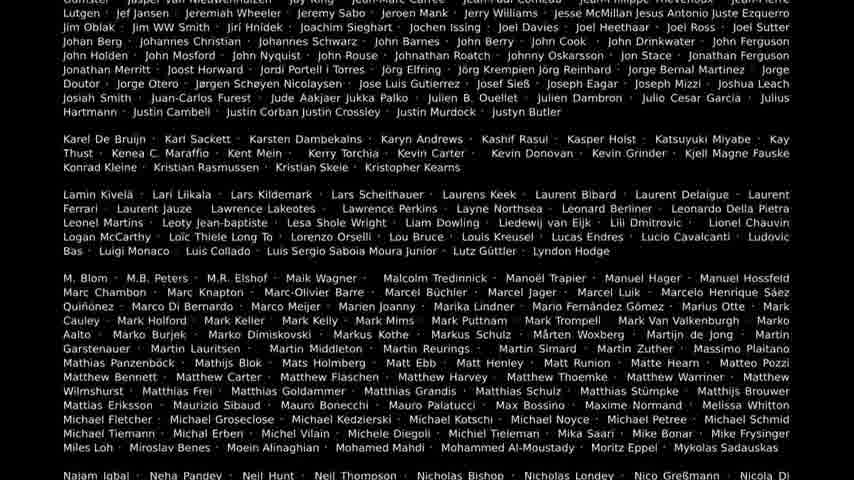 Lutgen · Jef Jansen · Jeremiah Wheeler · Jeremy Sabo · Jeroen Mank · Jerry Williams · Jesse McMillan Jesus Antonio Juste Ezquerro
Jim Oblak · Jim WW Smith · Jiří Hnídek · Joachim Sieghart · Jochen Issing · Joel Davies · Joel Heethaar · Joel Ross · Joel Sutter
Johan Berg · Johannes Christian · Johannes Schwarz · John Barnes · John Berry · John Cook · John Drinkwater · John Ferguson
John Holden · John Mosford · John Nyquist · John Rouse · Johnathan Roatch · Johnny Oskarsson · Jon Stace · Jonathan Ferguson
Jonathan Merritt · Joost Horward · Jordi Portell i Torres · Jörg Elfring · Jörg Krempien Jörg Reinhard · Jorge Bernal Martinez · Jorge
Doutor · Jorge Otero · Jørgen Schøyen Nicolaysen · Jose Luis Gutierrez · Josef Sieß · Joseph Eagar · Joseph Mizzi · Joshua Leach
Josiah Smith · Juan-Carlos Furest · Jude Aakjaer Jukka Palko · Julien B. Ouellet · Julien Dambron · Julio Cesar Garcia · Julius
Hartmann · Justin Cambell · Justin Corban Justin Crossley · Justin Murdock · Justyn Butler
Karel De Bruijn · Karl Sackett · Karsten Dambekalns · Karyn Andrews · Kashif Rasul · Kasper Holst · Katsuyuki Miyabe · Kay
Thust · Kenea C. Maraffio · Kent Mein · Kerry Torchia · Kevin Carter · Kevin Donovan · Kevin Grinder · Kjell Magne Fauske
Konrad Kleine · Kristian Rasmussen · Kristian Skeie · Kristopher Kearns
Lamin Kivelä · Lari Liikala · Lars Kildemark · Lars Scheithauer · Laurens Keek · Laurent Bibard · Laurent Delaigue · Laurent
Ferrari · Laurent Jauze · Lawrence Lakeotes · Lawrence Perkins · Layne Northsea · Leonard Berliner · Leonardo Della Pietra
Leonel Martins · Leoty Jean-baptiste · Lesa Shole Wright · Liam Dowling · Liedewij van Eijk · Lili Dmitrovic · Lionel Chauvin
Logan McCarthy · Loïc Thiele Long To · Lorenzo Orselli · Lou Bruce · Louis Kreusel · Lucas Endres · Lucio Cavalcanti · Ludovic
Bas · Luigi Monaco · Luis Collado · Luis Sergio Saboia Moura Junior · Lutz Güttler · Lyndon Hodge
M. Blom · M.B. Peters · M.R. Elshof · Maik Wagner · Malcolm Tredinnick · Manoël Trapier · Manuel Hager · Manuel Hossfeld
Marc Chambon · Marc Knapton · Marc-Olivier Barre · Marcel Büchler · Marcel Jager · Marcel Luik · Marcelo Henrique Sáez
Quiñónez · Marco Di Bernardo · Marco Meijer · Marien Joanny · Marika Lindner · Mario Fernández Gómez · Marius Otte · Mark
Cauley · Mark Holford · Mark Keller · Mark Kelly · Mark Mims · Mark Puttnam · Mark Trompell · Mark Van Valkenburgh · Marko
Aalto · Marko Burjek · Marko Dimiskovski · Markus Kothe · Markus Schulz · Mårten Woxberg · Martijn de Jong · Martin
Garstenauer · Martin Lauritsen · Martin Middleton · Martin Reurings · Martin Simard · Martin Zuther · Massimo Plaitano
Mathias Panzenböck · Mathijs Blok · Mats Holmberg · Matt Ebb · Matt Henley · Matt Runion · Matte Hearn · Matteo Pozzi
Matthew Bennett · Matthew Carter · Matthew Flaschen · Matthew Harvey · Matthew Thoemke · Matthew Warriner · Matthew
Wilmshurst · Matthias Frei · Matthias Goldammer · Matthias Grandis · Matthias Schulz · Matthias Stümpke · Matthijs Brouwer
Mattias Eriksson · Maurizio Sibaud · Mauro Bonecchi · Mauro Palatucci · Max Bossino · Maxime Normand · Melissa Whitton
Michael Fletcher · Michael Groseclose · Michael Kedzierski · Michael Kotschi · Michael Noyce · Michael Petree · Michael Schmid
Michael Tiemann · Michal Erben · Michel Vilain · Michele Diegoli · Michiel Tieleman · Mika Saari · Mike Bonar · Mike Frysinger
Miles Loh · Miroslav Benes · Moein Alinaghian · Mohamed Mahdi · Mohammed Al-Moustady · Moritz Eppel · Mykolas Sadauskas
Najam Iqbal · Neha Pandey · Neil Hunt · Neil Thompson · Nicholas Bishop · Nicholas Londey · Nico Greßmann · Nicola Di